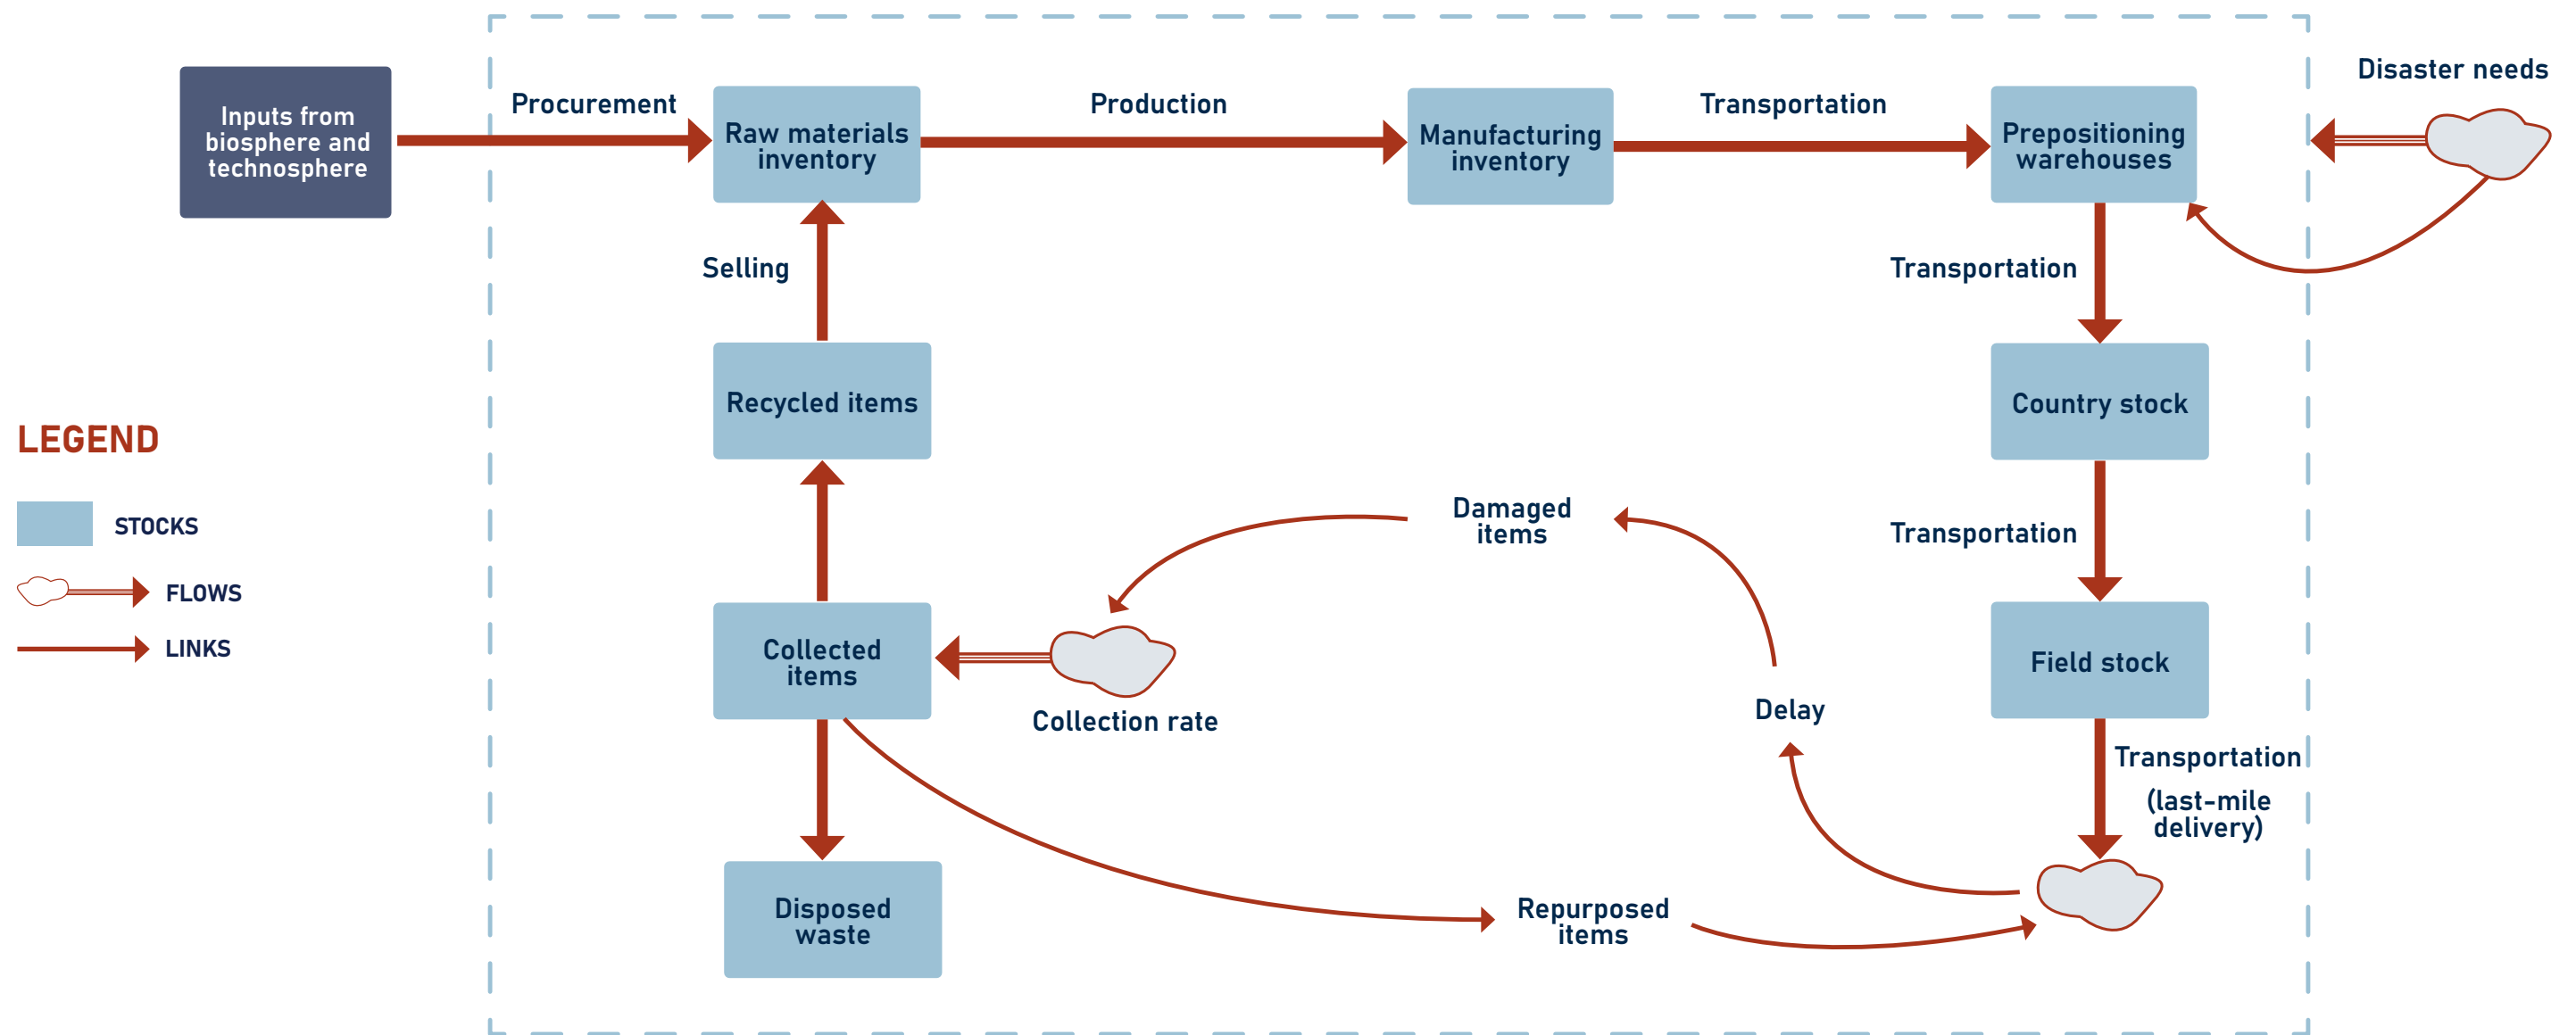 Disaster needs
Inputs from
biosphere and
technosphere
Procurement
Raw materials
inventory
Production
Manufacturing
inventory
Transportation
Prepositioning
warehouses
Selling
Transportation
Recycled items
Country stock
LEGEND
STOCKS
FLOWS
LINKS
Damaged
items
Transportation
Collected
items
Collection rate
Delay
Field stock
Transportation
(last-mile
delivery)
Disposed
waste
Repurposed
items